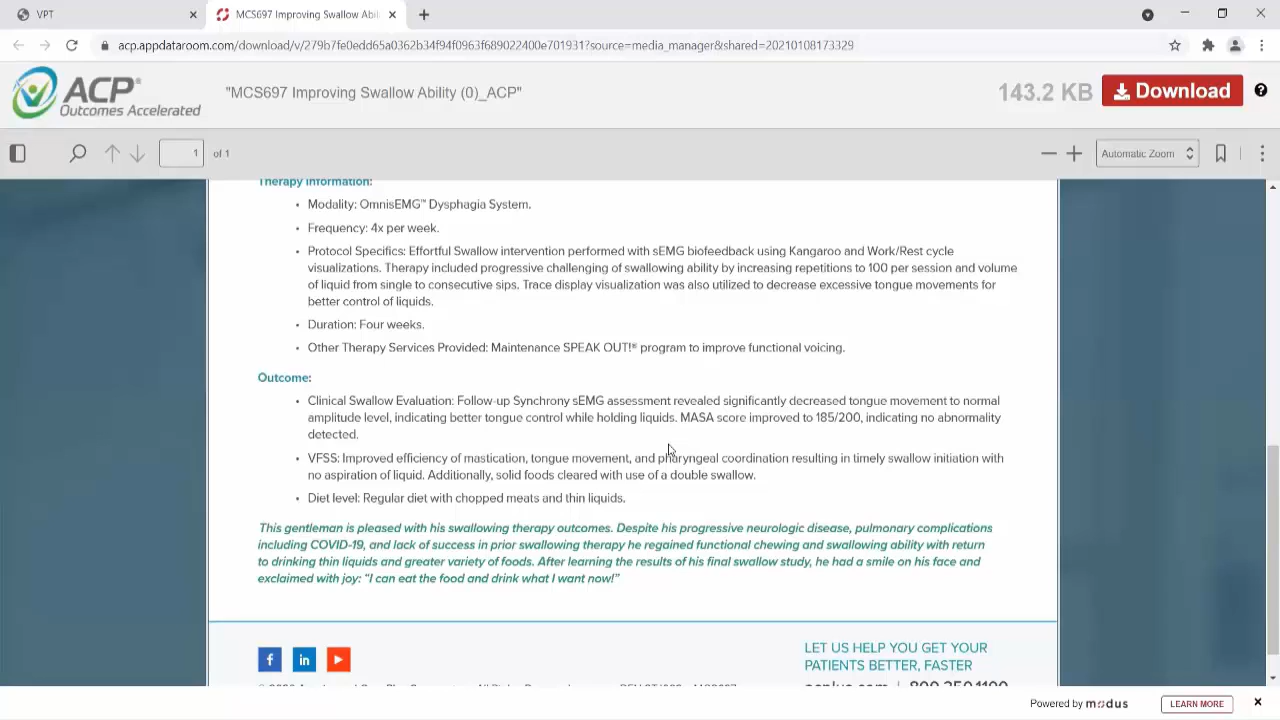 VPT
MCS697 Improving Swallow Abili
acp.appdataroom.com/download/v/279b7fe0edd65a0362b34f94f0963f689022400e701931?source=media_manager&shared=20210108173329
ACP®
Outcomes Accelerated
"MCS697 Improving Swallow Ability (0)_ACP"
143.2 KB
Download
1 of 1
Automatic Zoom
Therapy Information:
• Modality: OmnisEMG™ Dysphagia System.
• Frequency: 4x per week.
• Protocol Specifics: Effortful Swallow intervention performed with sEMG biofeedback using Kangaroo and Work/Rest cycle
visualizations. Therapy included progressive challenging of swallowing ability by increasing repetitions to 100 per session and volume
of liquid from single to consecutive sips. Trace display visualization was also utilized to decrease excessive tongue movements for
better control of liquids.
• Duration: Four weeks.
• Other Therapy Services Provided: Maintenance SPEAK OUT!® program to improve functional voicing.
Outcome:
• Clinical Swallow Evaluation: Follow-up Synchrony sEMG assessment revealed significantly decreased tongue movement to normal
amplitude level, indicating better tongue control while holding liquids. MASA score improved to 185/200, indicating no abnormality
detected.
• VFSS: Improved efficiency of mastication, tongue movement, and pharyngeal coordination resulting in timely swallow initiation with
no aspiration of liquid. Additionally, solid foods cleared with use of a double swallow.
• Diet level: Regular diet with chopped meats and thin liquids.
This gentleman is pleased with his swallowing therapy outcomes. Despite his progressive neurologic disease, pulmonary complications
including COVID-19, and lack of success in prior swallowing therapy he regained functional chewing and swallowing ability with return
to drinking thin liquids and greater variety of foods. After learning the results of his final swallow study, he had a smile on his face and
exclaimed with joy: "I can eat the food and drink what I want now!"
LET US HELP YOU GET YOUR
PATIENTS BETTER, FASTER
Powered by modus
LEARN MORE